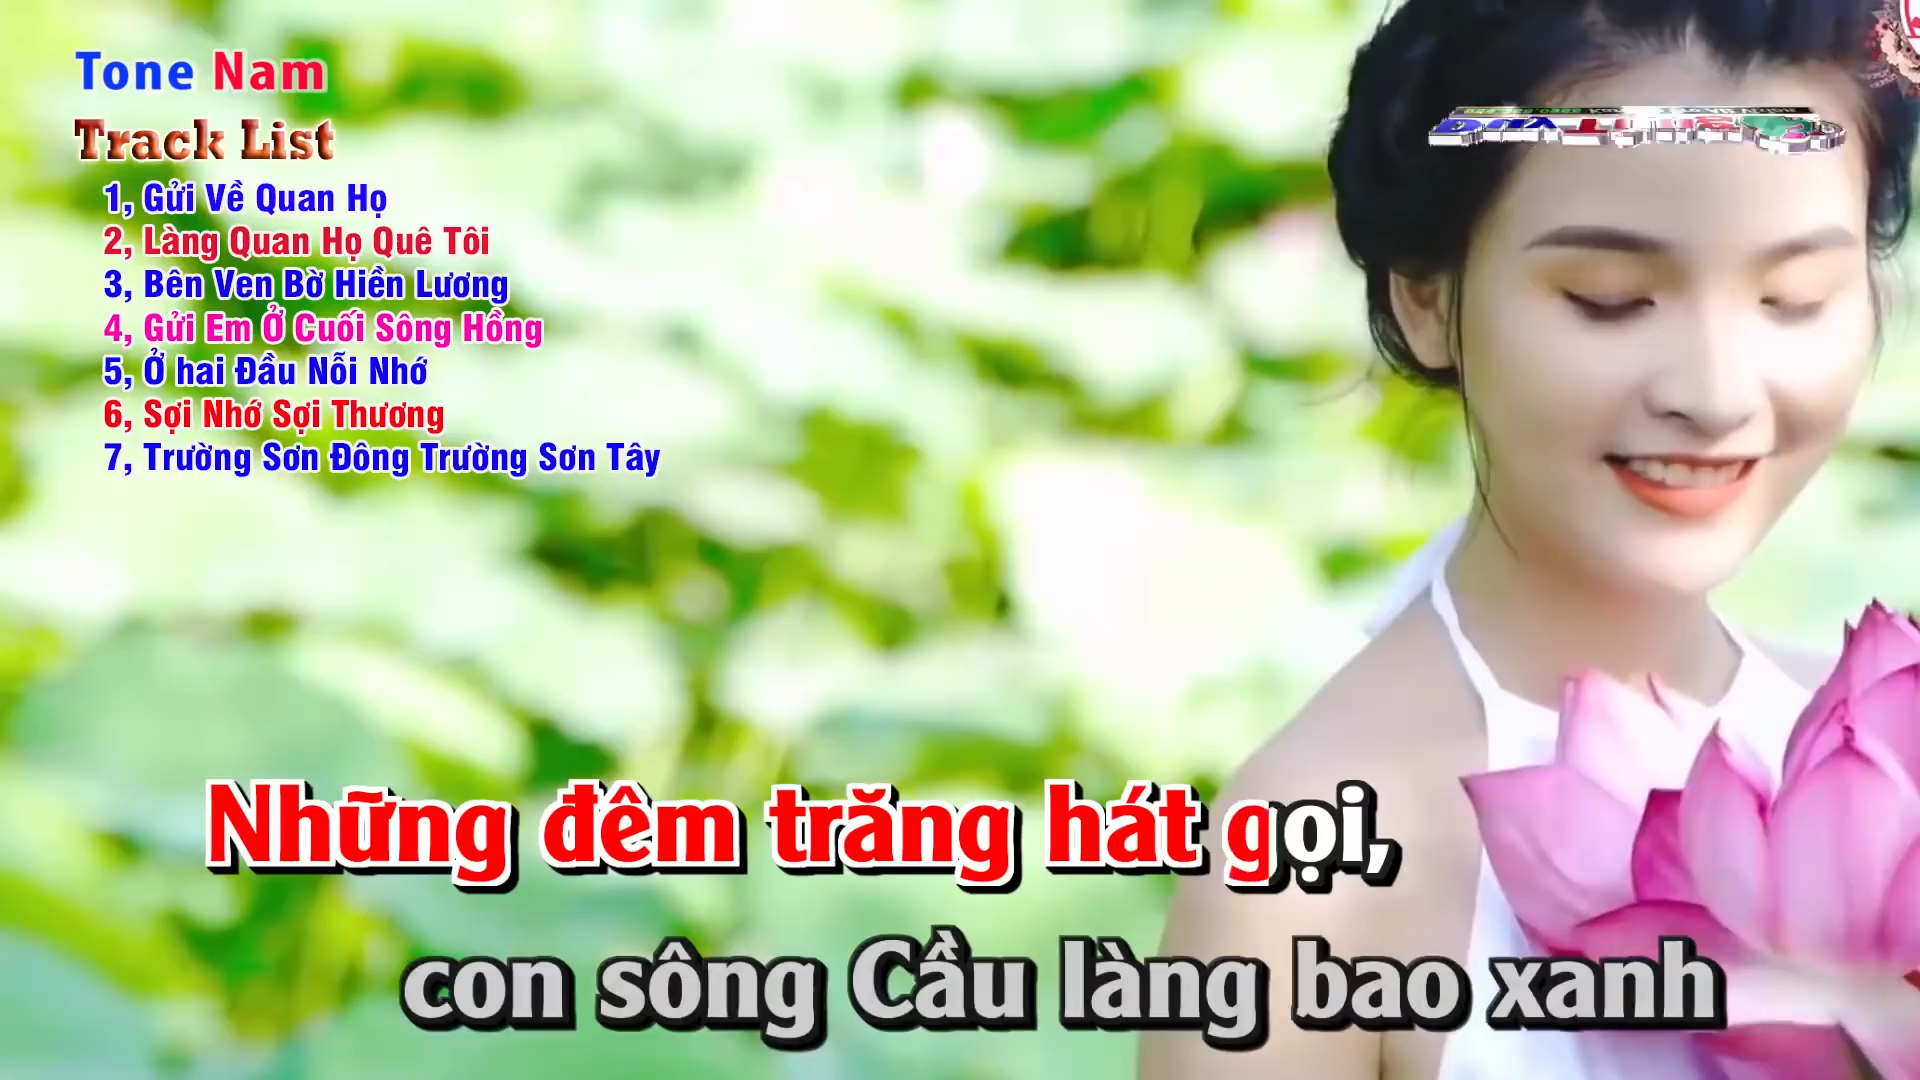 Tone Nam
Track List
1, Gửi Về Quan Họ
2, Làng Quan Họ Quê Tôi
3, Bên Ven Bờ Hiền Lương
4, Gửi Em Ở Cuối Sông Hồng
5, Ở hai Đầu Nỗi Nhớ
6, Sợi Nhớ Sợi Thương
7, Trường Sơn Đông Trường Sơn Tây
Những đêm trăng hát gọi,
con sông Cầu làng bao xanh